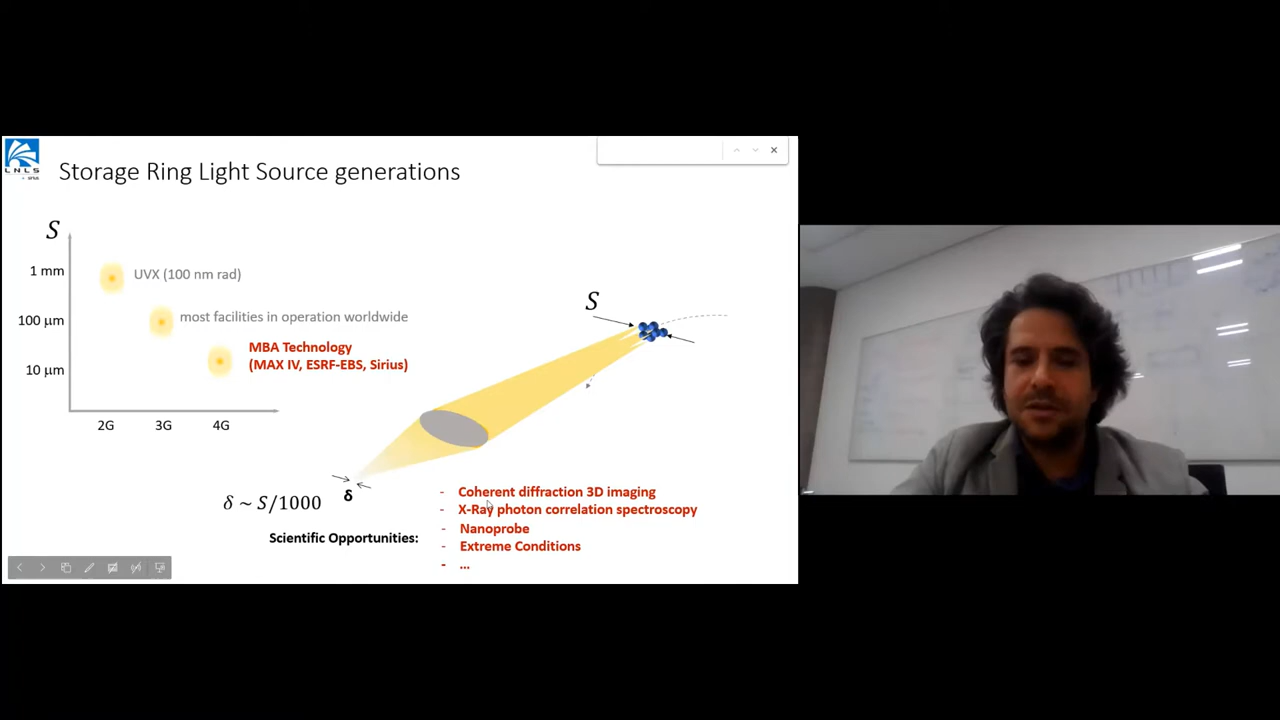 LNLS
Storage Ring Light Source generations
S
1 mm
UVX (100 nm rad)
100 μm
most facilities in operation worldwide
MBA Technology
(MAX IV, ESRF-EBS, Sirius)
10 μm
2G
3G
4G
S
δ
δ ~ S/1000
Scientific Opportunities:
- Coherent diffraction 3D imaging
- X-Ray photon correlation spectroscopy
- Nanoprobe
- Extreme Conditions
- ...